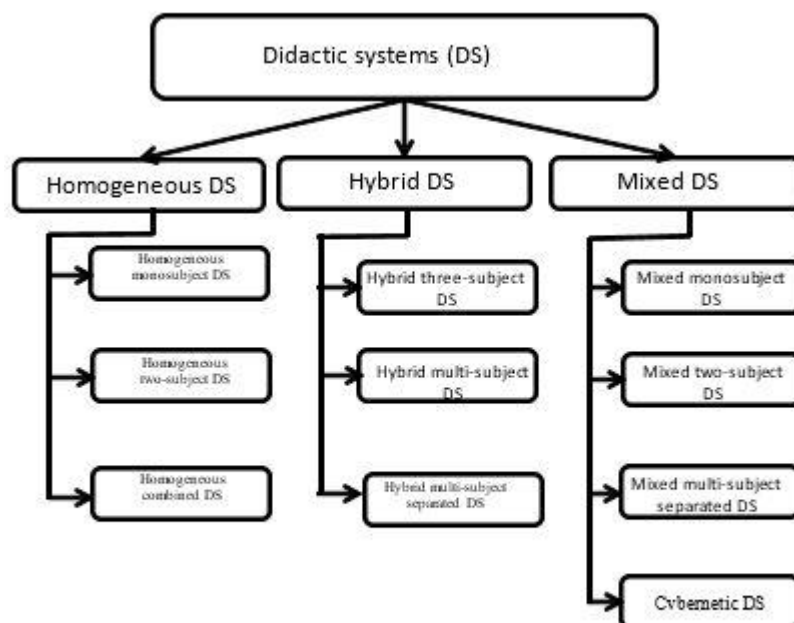 Didactic systems (DS)
Homogeneous DS
Hybrid DS
Mixed DS
Homogeneous
monosubject DS
Homogeneous
two-subject DS
Homogeneous
combined DS
Hybrid three-subject
DS
Hybrid multi-subject
DS
Hybrid multi-subject
separated DS
Mixed monosubject
DS
Mixed two-subject
DS
Mixed multi-subject
separated DS
Cybernetic DS